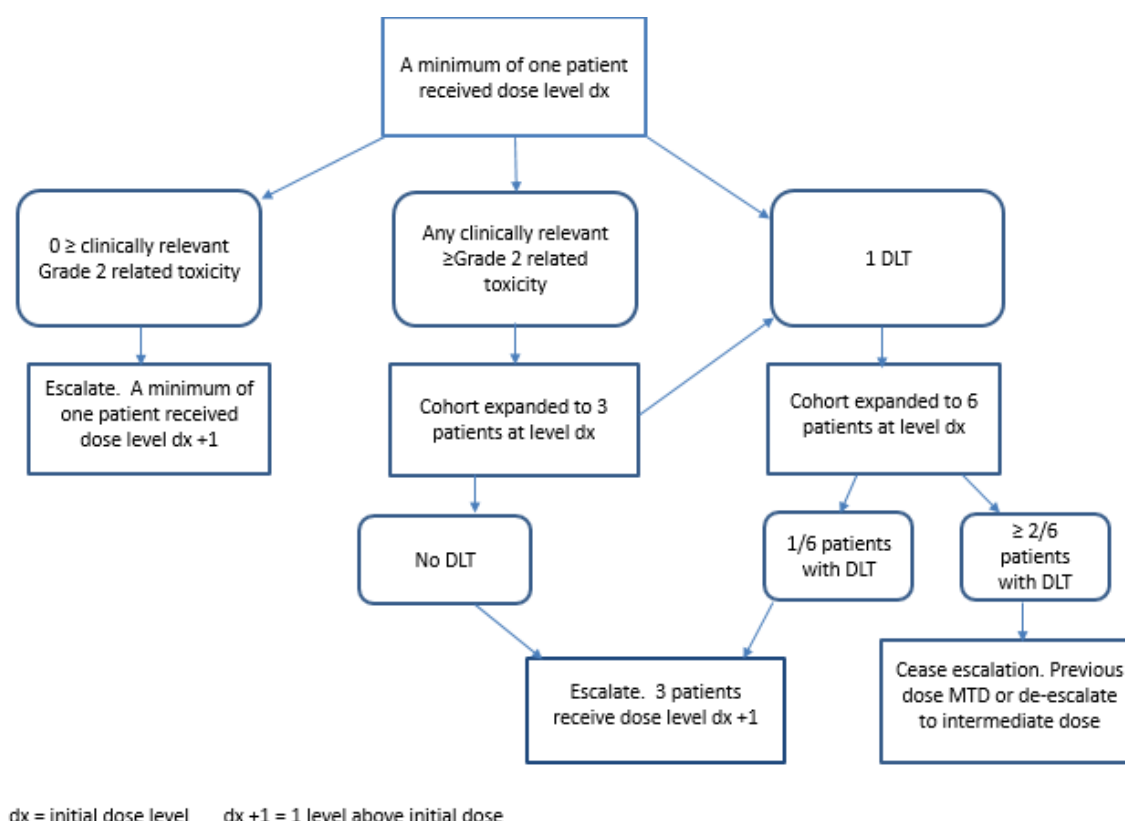 A minimum of one patient
received dose level dx
0 ≥ clinically relevant
Grade 2 related toxicity
Any clinically relevant
≥Grade 2 related
toxicity
1 DLT
Escalate.  A minimum of
one patient received
dose level dx +1
Cohort expanded to 3
patients at level dx
Cohort expanded to 6
patients at level dx
No DLT
1/6 patients
with DLT
≥ 2/6
patients
with DLT
Escalate.  3 patients
receive dose level dx +1
Cease escalation. Previous
dose MTD or de-escalate
to intermediate dose
dx = initial dose level     dx +1 = 1 level above initial dose